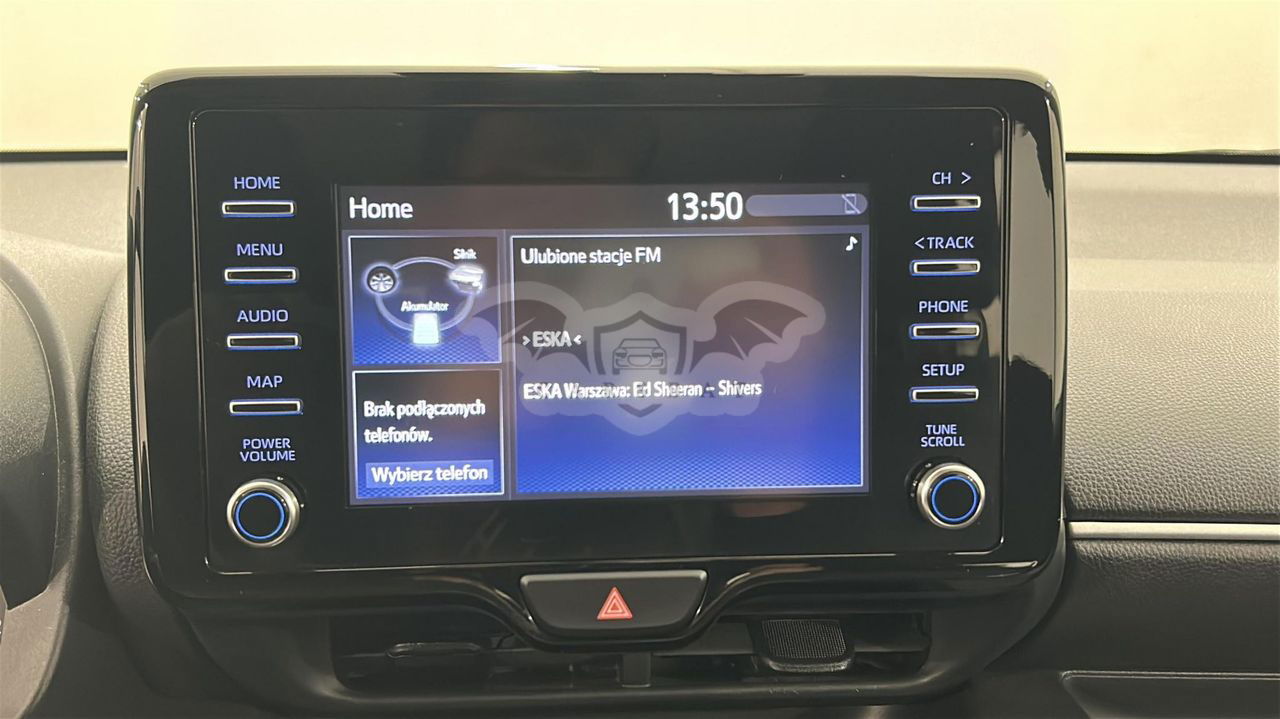 HOME
MENU
AUDIO
MAP
POWER
VOLUME
Home
13:50
Silnik
Akumulator
Brak podłączonych
telefonów.
Wybierz telefon
Ulubione stacje FM
> ESKA <
ESKA Warszawa: Ed Sheeran – Shivers
CH >
< TRACK
PHONE
SETUP
TUNE
SCROLL